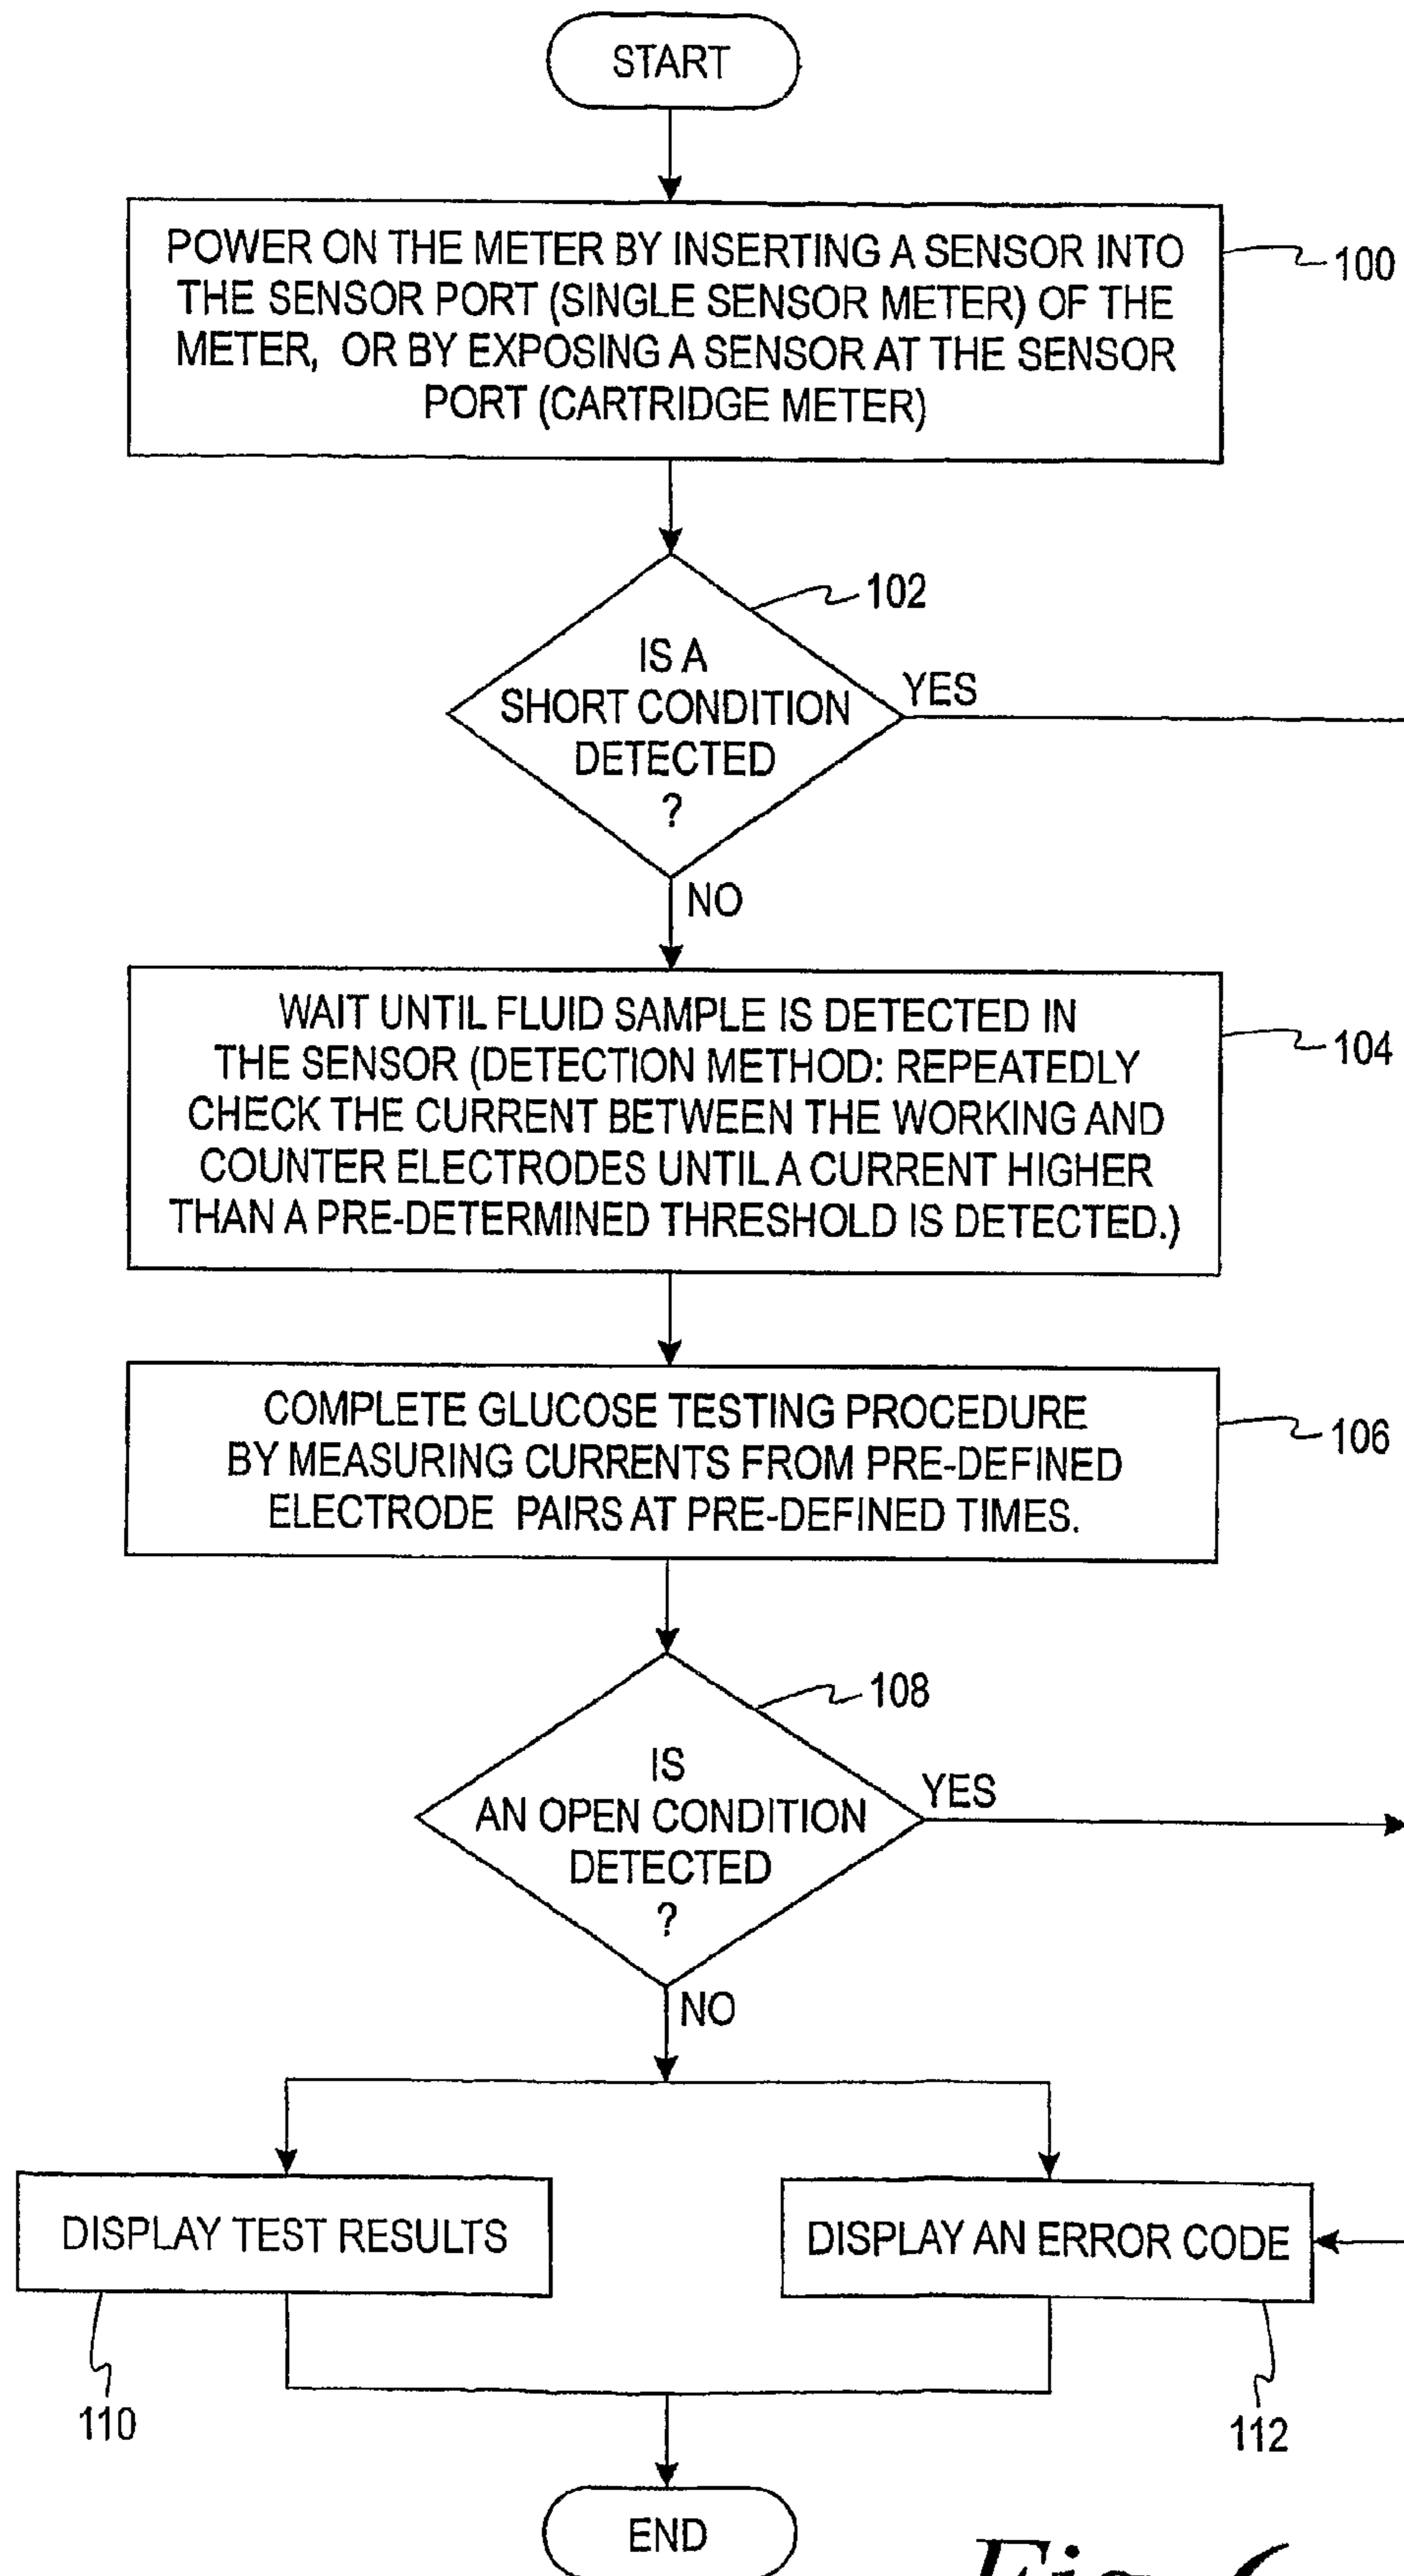 START
POWER ON THE METER BY INSERTING A SENSOR INTO
THE SENSOR PORT (SINGLE SENSOR METER) OF THE
METER, OR BY EXPOSING A SENSOR AT THE SENSOR
PORT (CARTRIDGE METER)
100
102
IS A
SHORT CONDITION
DETECTED
?
YES
NO
WAIT UNTIL FLUID SAMPLE IS DETECTED IN
THE SENSOR (DETECTION METHOD: REPEATEDLY
CHECK THE CURRENT BETWEEN THE WORKING AND
COUNTER ELECTRODES UNTIL A CURRENT HIGHER
THAN A PRE-DETERMINED THRESHOLD IS DETECTED.)
104
COMPLETE GLUCOSE TESTING PROCEDURE
BY MEASURING CURRENTS FROM PRE-DEFINED
ELECTRODE PAIRS AT PRE-DEFINED TIMES.
106
108
IS
AN OPEN CONDITION
DETECTED
?
YES
NO
DISPLAY TEST RESULTS
DISPLAY AN ERROR CODE
110
112
END